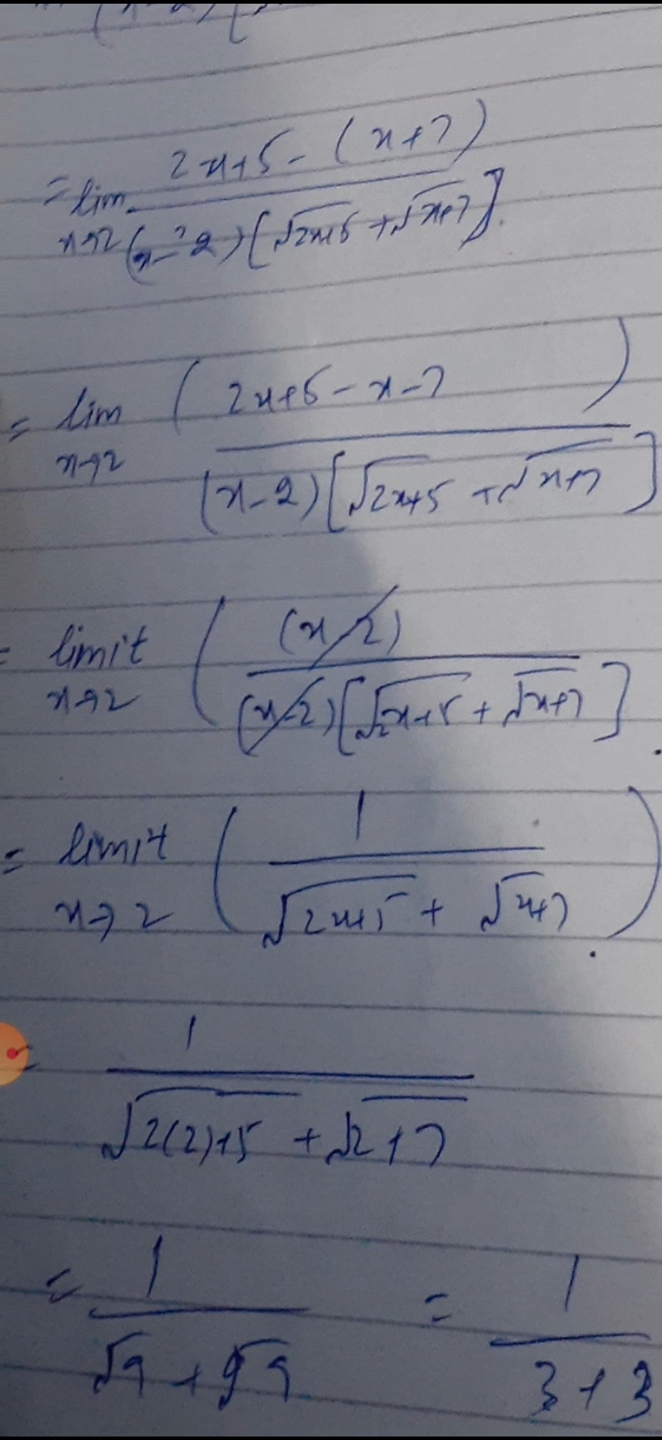 = lim x→2 2x+5-(x+7) / (x-2)[√2x+5 + √x+7].
= lim x→2 ( 2x+5-x-7 / (x-2)[√2x+5 + √x+7] )
= limit x→2 ( (x-2) / (x-2)[√2x+5 + √x+7] .
= limit x→2 ( 1 / √2x+5 + √x+7 ) .
= 1 / √2(2)+5 + √2+7
= 1 / √9 + √9 = 1 / 3+3